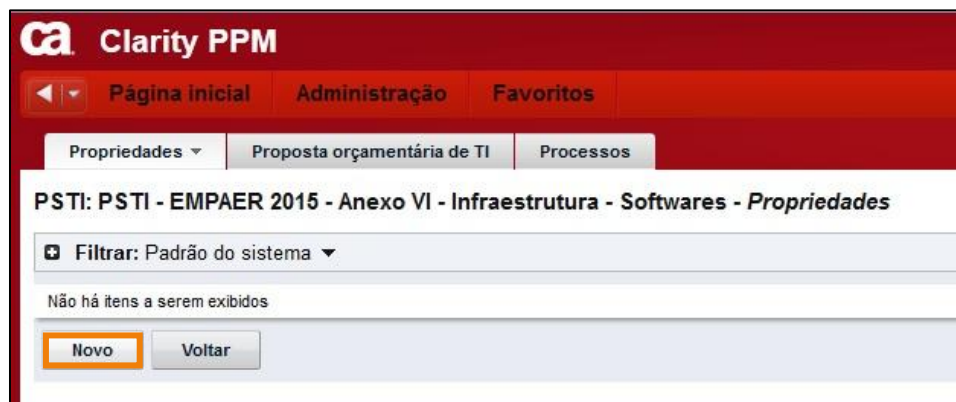 ca Clarity PPM
Página inicial Administração Favoritos
Propriedades Proposta orçamentária de TI Processos
PSTI: PSTI - EMPAER 2015 - Anexo VI - Infraestrutura - Softwares - Propriedades
Filtrar: Padrão do sistema
Não há itens a serem exibidos
Novo Voltar